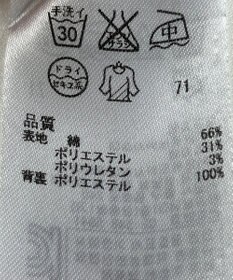 手洗イ
30
エンソサラシ
中
ドライ
セキユ系
71
品質
表地 綿 66%
ポリエステル 31%
ポリウレタン 3%
背裏 ポリエステル 100%